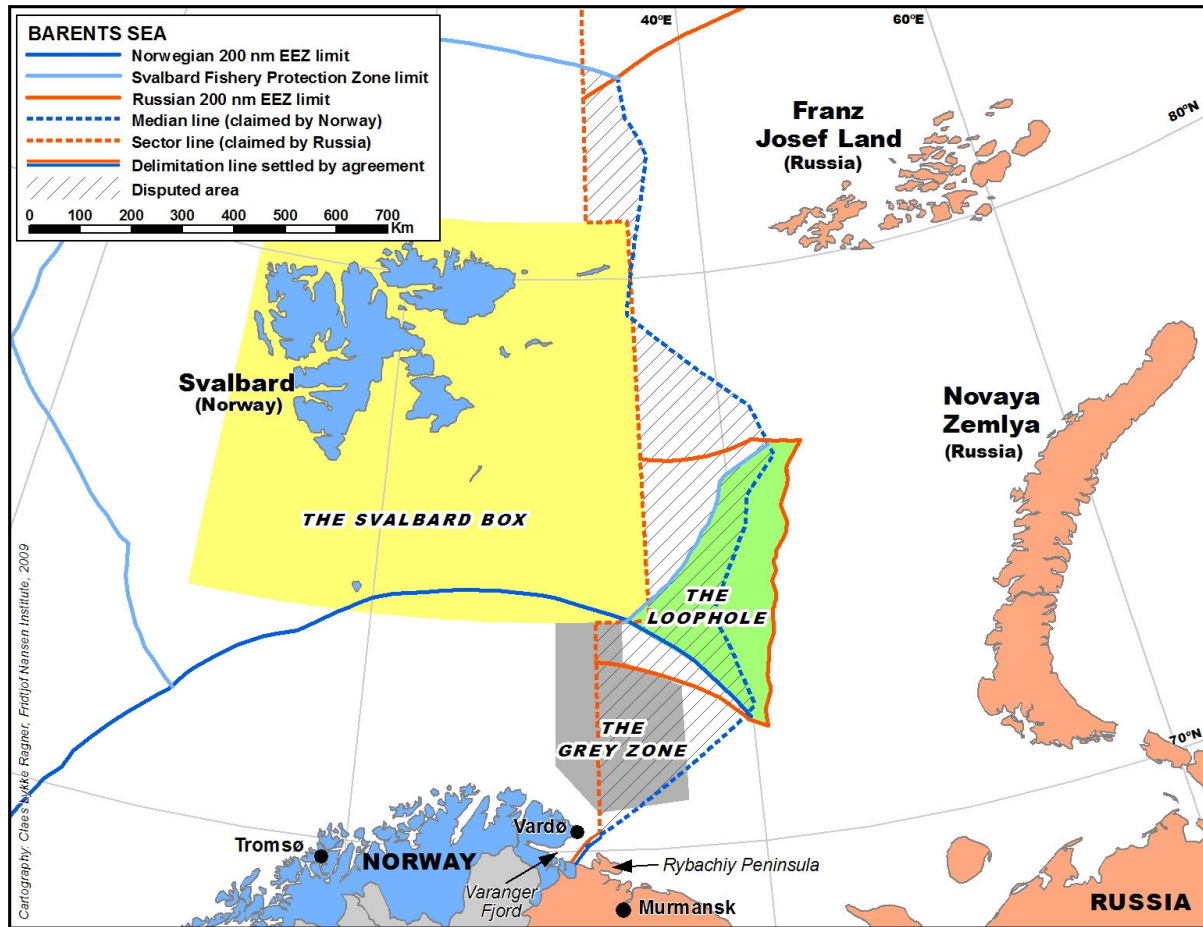 BARENTS SEA
Norwegian 200 nm EEZ limit
Svalbard Fishery Protection Zone limit
Russian 200 nm EEZ limit
Median line (claimed by Norway)
Sector line (claimed by Russia)
Delimitation line settled by agreement
Disputed area
0 100 200 300 400 500 600 700 Km
40°E
60°E
80°N
Franz
Josef Land
(Russia)
Svalbard
(Norway)
Novaya
Zemlya
(Russia)
THE SVALBARD BOX
THE
LOOPHOLE
THE
GREY ZONE
70°N
Vardø
Tromsø
NORWAY
Rybachiy Peninsula
Varanger
Fjord
Murmansk
RUSSIA
Cartography: Claes Lykke Ragner, Fridtjof Nansen Institute, 2009